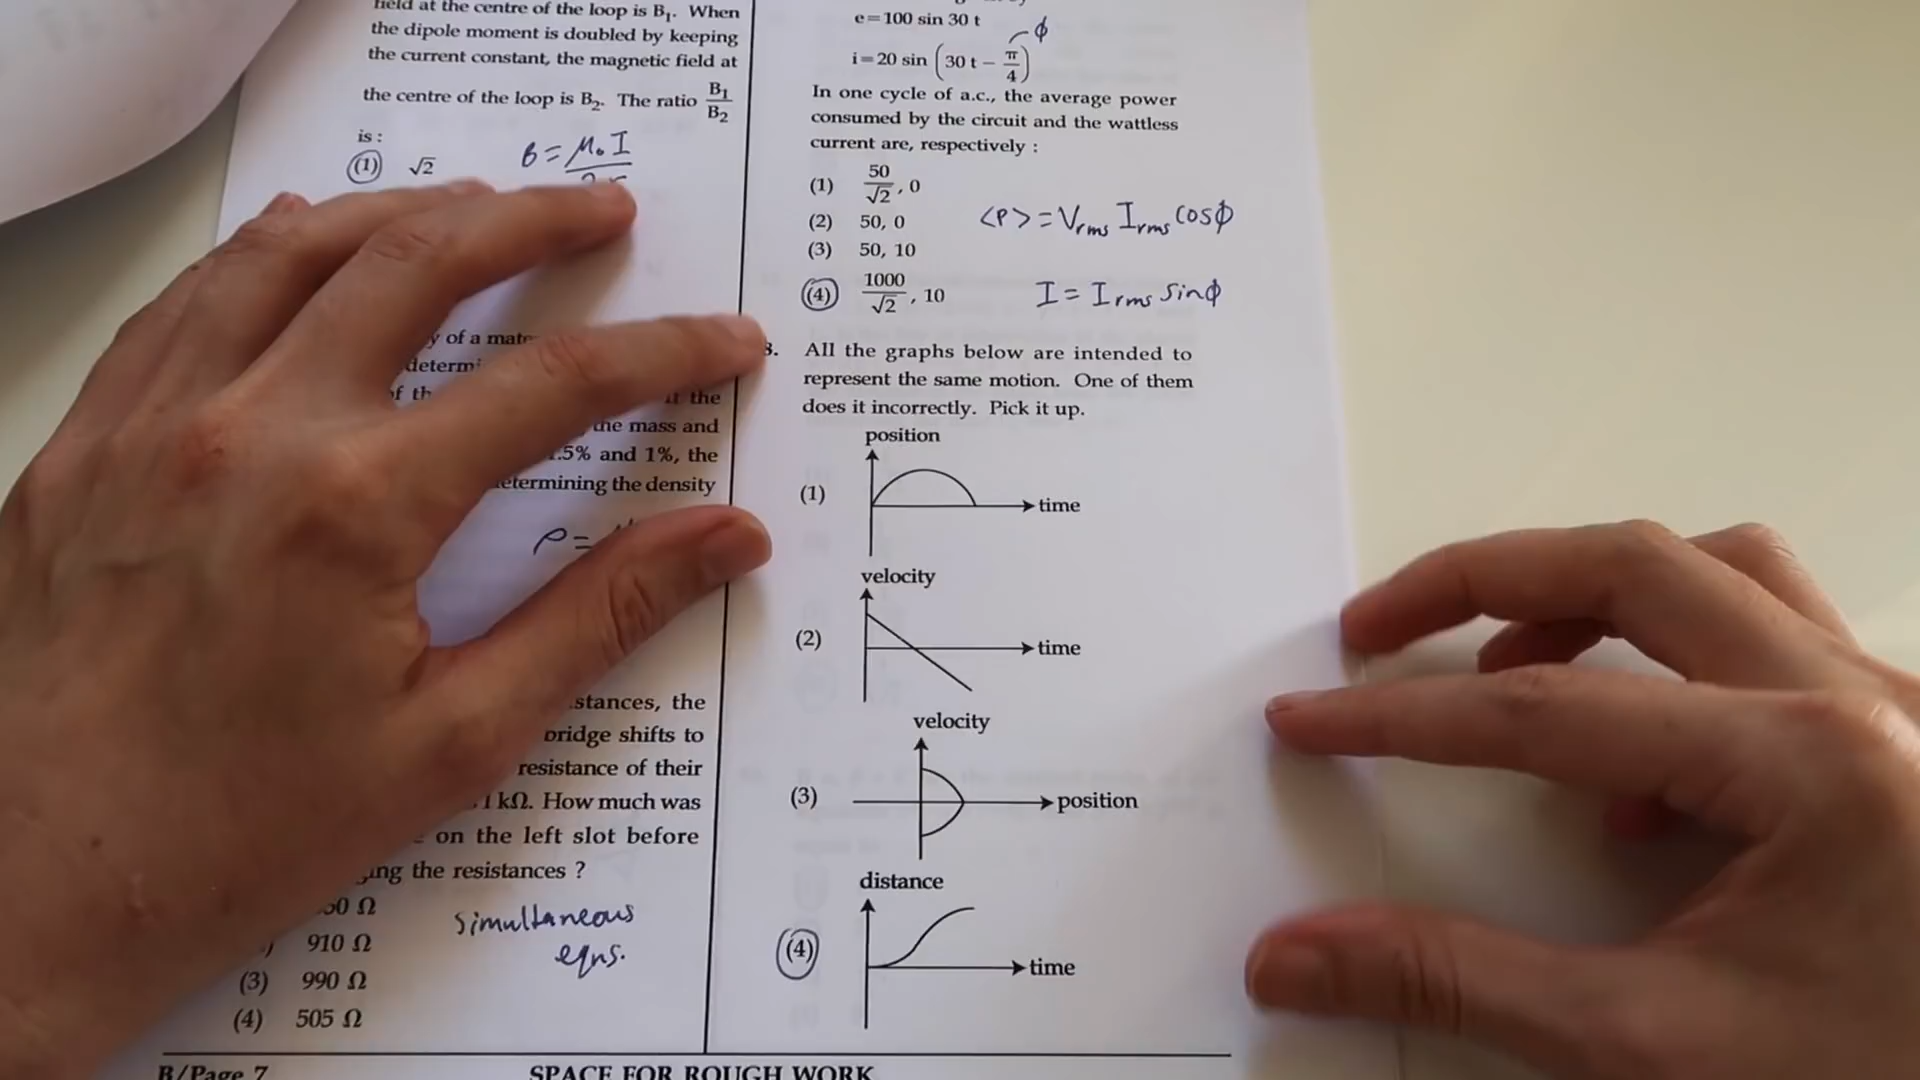 field at the centre of the loop is B₁. When
the dipole moment is doubled by keeping
the current constant, the magnetic field at
the centre of the loop is B₂. The ratio B₁/B₂
is :
(1) √2
B = μ₀I
y of a
determ
of th
it the
the mass and
.5% and 1%, the
etermining the density
ρ =
stances, the
bridge shifts to
resistance of their
1 kΩ. How much was
on the left slot before
ing the resistances ?
50 Ω
910 Ω
(3) 990 Ω
(4) 505 Ω
simultaneous
eqns.
e = 100 sin 30 t
i = 20 sin (30 t − π/4)
ϕ
In one cycle of a.c., the average power
consumed by the circuit and the wattless
current are, respectively :
(1) 50/√2, 0
(2) 50, 0
(3) 50, 10
(4) 1000/√2, 10
<P> = Vrms Irms cosϕ
I = Irms sinϕ
3. All the graphs below are intended to
represent the same motion. One of them
does it incorrectly. Pick it up.
position
(1)
time
velocity
(2)
time
velocity
(3)
position
distance
(4)
time
B/Page 7
SPACE FOR ROUGH WORK